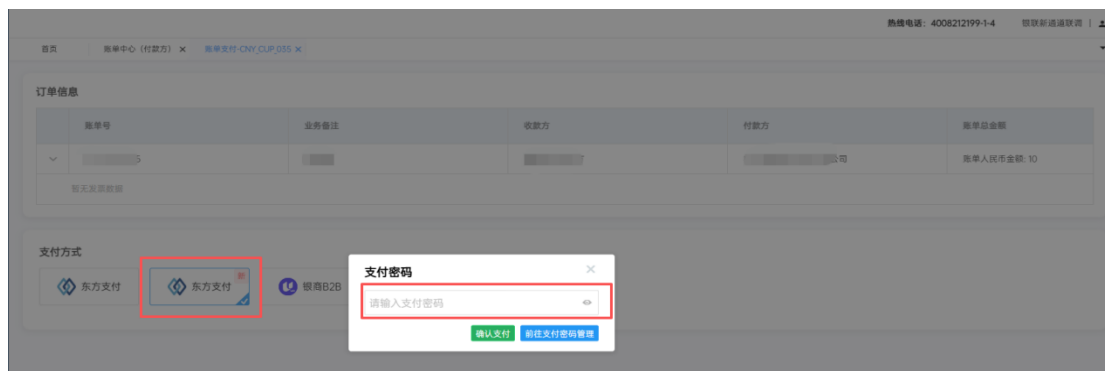 热线电话: 4008212199-1-4 银联新通道联调
首页 账单中心（付款方） × 账单支付-CNY_CUP_035 ×
订单信息
账单号 业务备注 收款方 付款方 账单总金额
公司 账单人民币金额: 10
暂无发票数据
支付方式
东方支付 东方支付 银商B2B
支付密码
请输入支付密码
确认支付 前往支付密码管理